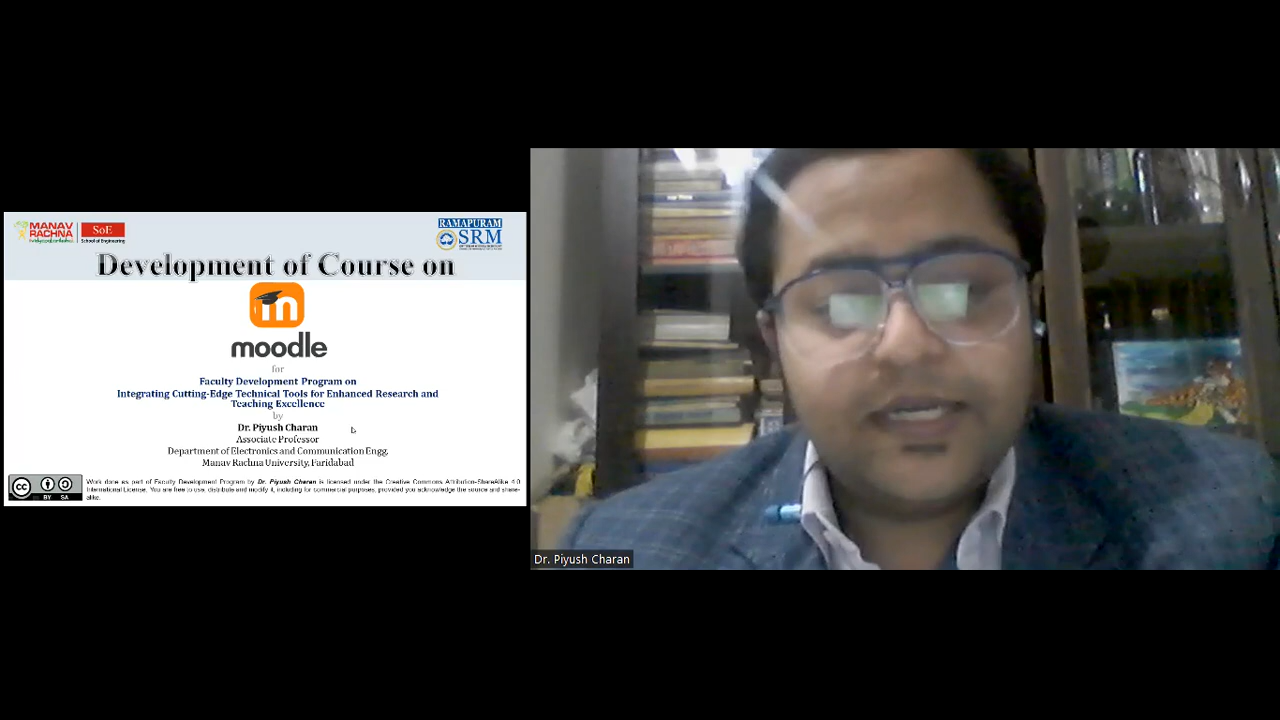 MANAV
RACHNA
SoE
School of Engineering
RAMAPURAM
SRM
Development of Course on
m
moodle
for
Faculty Development Program on
Integrating Cutting-Edge Technical Tools for Enhanced Research and
Teaching Excellence
by
Dr. Piyush Charan
Associate Professor
Department of Electronics and Communication Engg.
Manav Rachna University, Faridabad
cc
BY SA
Work done as part of Faculty Development Program by Dr. Piyush Charan is licensed under the Creative Commons Attribution-ShareAlike 4.0
International License. You are free to use, distribute and modify it, including for commercial purposes, provided you acknowledge the source and share-
alike.
Dr. Piyush Charan